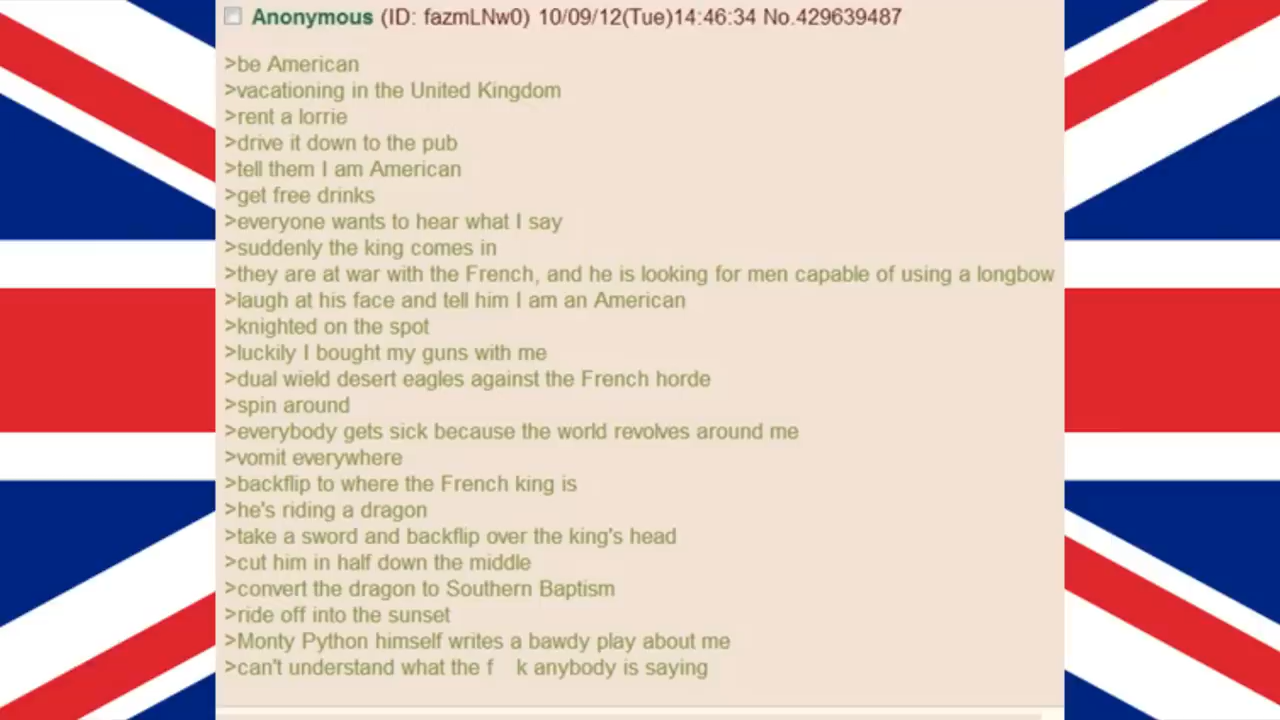 Anonymous (ID: fazmLNw0) 10/09/12(Tue)14:46:34 No.429639487
>be American
>vacationing in the United Kingdom
>rent a lorrie
>drive it down to the pub
>tell them I am American
>get free drinks
>everyone wants to hear what I say
>suddenly the king comes in
>they are at war with the French, and he is looking for men capable of using a longbow
>laugh at his face and tell him I am an American
>knighted on the spot
>luckily I bought my guns with me
>dual wield desert eagles against the French horde
>spin around
>everybody gets sick because the world revolves around me
>vomit everywhere
>backflip to where the French king is
>he's riding a dragon
>take a sword and backflip over the king's head
>cut him in half down the middle
>convert the dragon to Southern Baptism
>ride off into the sunset
>Monty Python himself writes a bawdy play about me
>can't understand what the f k anybody is saying